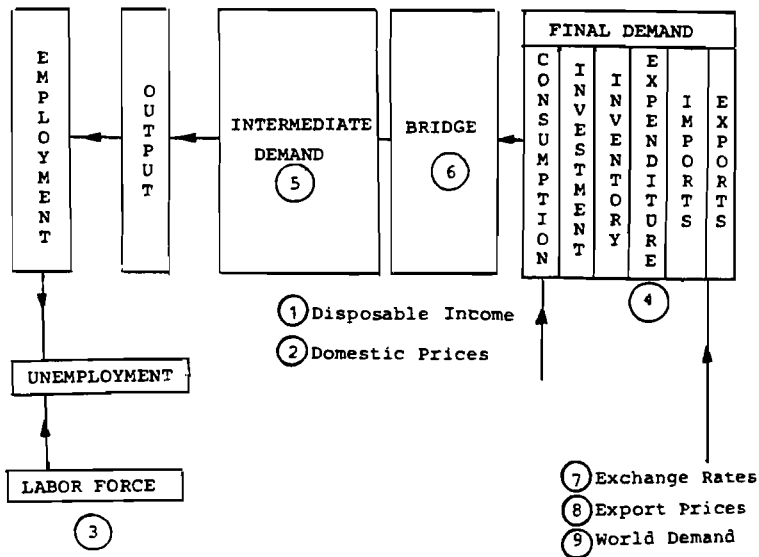 FINAL DEMAND
EMPLOYMENT
OUTPUT
INTERMEDIATE
DEMAND
5
BRIDGE
6
CONSUMPTION
INVESTMENT
INVENTORY
EXPENDITURE
IMPORTS
EXPORTS
4
1 Disposable Income
2 Domestic Prices
UNEMPLOYMENT
LABOR FORCE
3
7 Exchange Rates
8 Export Prices
9 World Demand